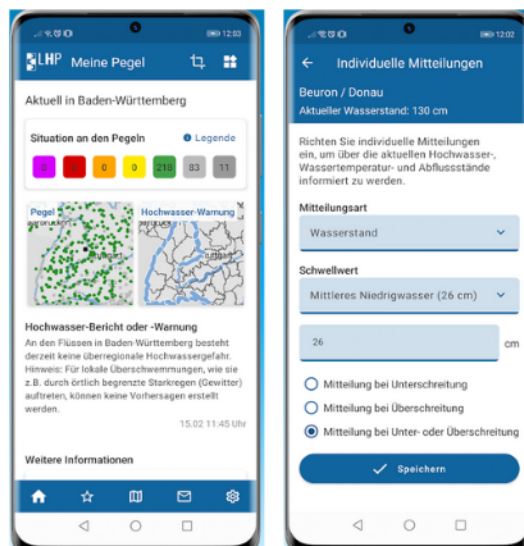 12:03
LHP Meine Pegel
Aktuell in Baden-Württemberg
Situation an den Pegeln Legende
0 0 0 0 218 83 11
Pegel
Hochwasser-Warnung
Hochwasser-Bericht oder -Warnung
An den Flüssen in Baden-Württemberg besteht
derzeit keine überregionale Hochwassergefahr.
Hinweis: Für lokale Überschwemmungen, wie sie
z.B. durch örtlich begrenzte Starkregen (Gewitter)
auftreten, können keine Vorhersagen erstellt
werden.
15.02 11:45 Uhr
Weitere Informationen
12:02
Individuelle Mitteilungen
Beuron / Donau
Aktueller Wasserstand: 130 cm
Richten Sie individuelle Mitteilungen
ein, um über die aktuellen Hochwasser-,
Wassertemperatur- und Abflussstände
informiert zu werden.
Mitteilungsart
Wasserstand
Schwellwert
Mittleres Niedrigwasser (26 cm)
26 cm
Mitteilung bei Unterschreitung
Mitteilung bei Überschreitung
Mitteilung bei Unter- oder Überschreitung
Speichern